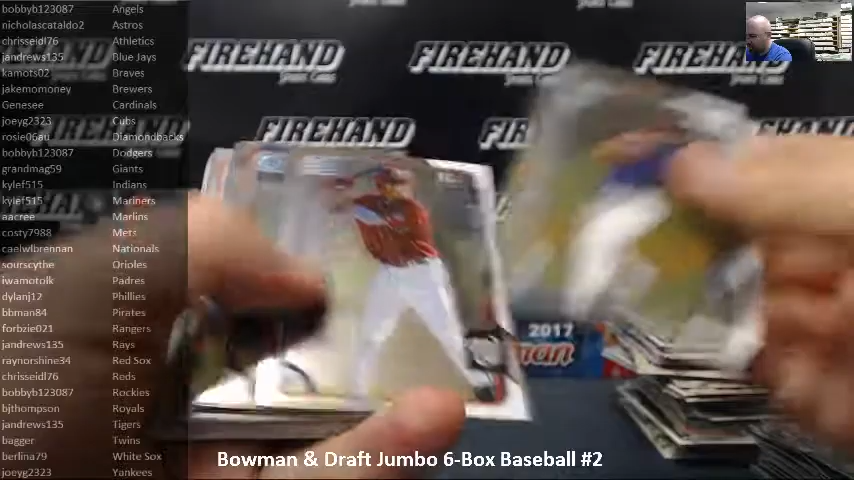 bobbyb123087 Angels
nicholascataldo2 Astros
chrisseidl76 Athletics
jandrews135 Blue Jays
kamots02 Braves
jakemomoney Brewers
Genesee Cardinals
joeyg2323 Cubs
rosie06au Diamondbacks
bobbyb123087 Dodgers
grandmag59 Giants
kylef515 Indians
kylef515 Mariners
aacree Marlins
costy7988 Mets
caelwlbrennan Nationals
sourscythe Orioles
iwamotolk Padres
dylanj12 Phillies
bbman84 Pirates
forbzie021 Rangers
jandrews135 Rays
raynorshine34 Red Sox
chrisseidl76 Reds
bobbyb123087 Rockies
bjthompson Royals
jandrews135 Tigers
bagger Twins
berlina79 White Sox
joeyg2323 Yankees
FIREHAND FIREHAND FIREHAND
FIREHAND
2017
Bowman & Draft Jumbo 6-Box Baseball #2